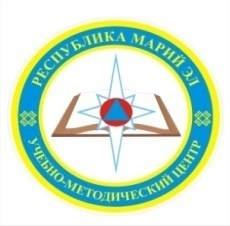 РЕСПУБЛИКА МАРИЙ ЭЛ
УЧЕБНО-МЕТОДИЧЕСКИЙ ЦЕНТР